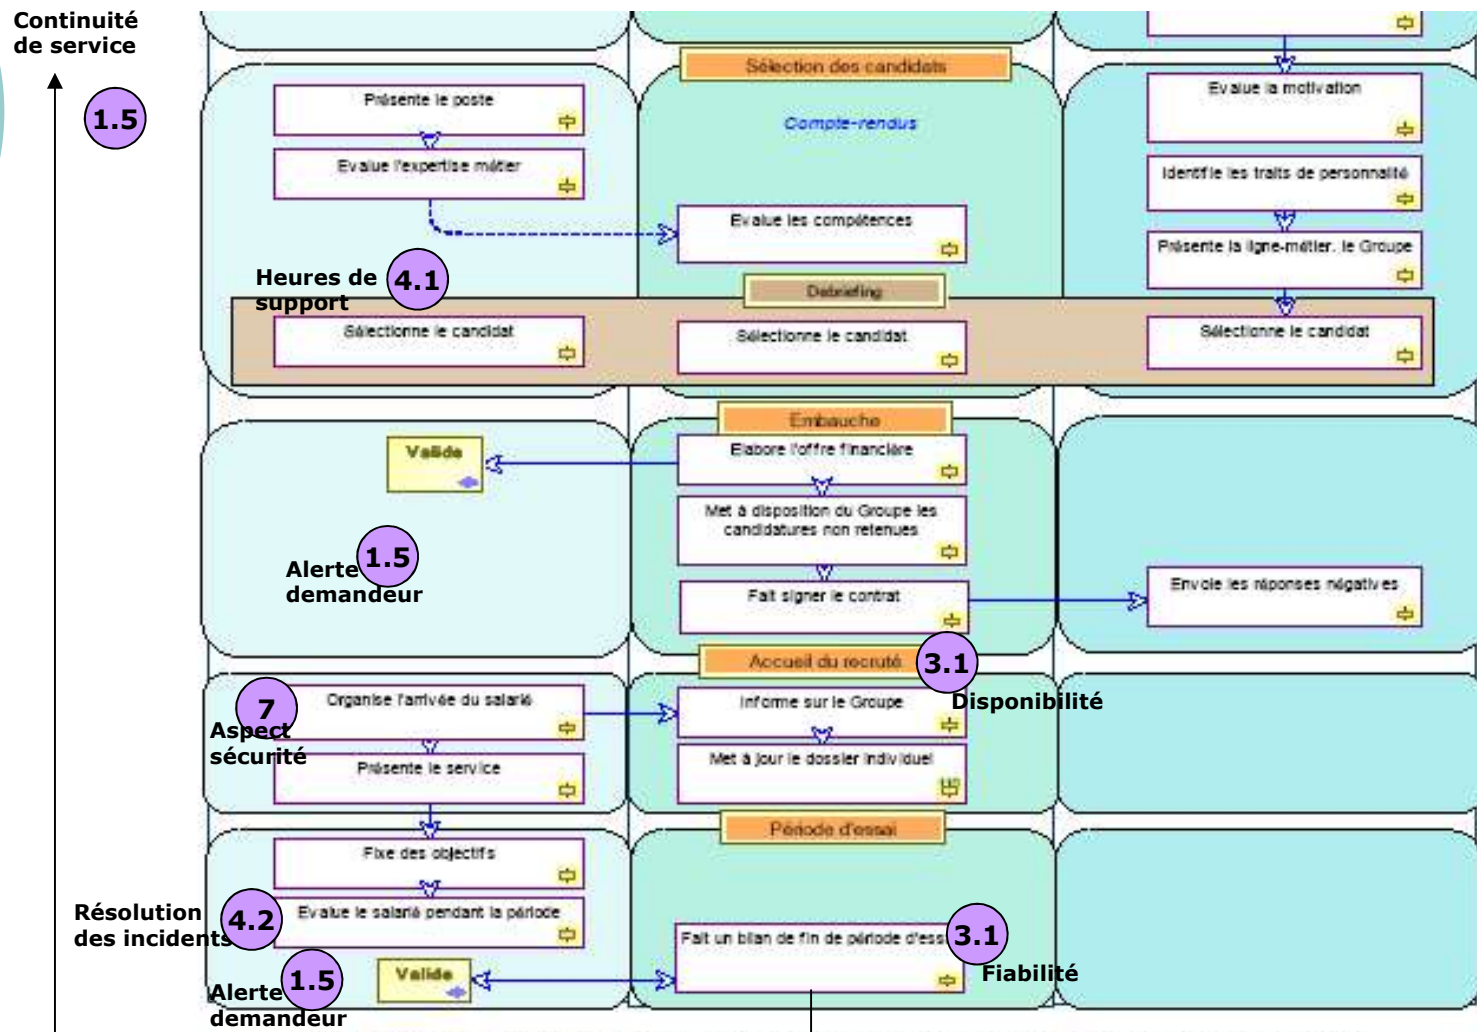 Continuité
de service
1.5
Sélection des candidats
Présente le poste
Evalue la motivation
Compte-rendus
Evalue l'expertise métier
Identifie les traits de personnalité
Evalue les compétences
Présente la ligne-métier, le Groupe
Heures de
support
4.1
Debriefing
Sélectionne le candidat
Sélectionne le candidat
Sélectionne le candidat
Embauche
Valide
Elabore l'offre financière
Met à disposition du Groupe les
candidatures non retenues
Alerte
demandeur
1.5
Fait signer le contrat
Envoie les réponses négatives
Accueil du recruté
3.1
Disponibilité
7
Aspect
sécurité
Organise l'arrivée du salarié
Informe sur le Groupe
Présente le service
Met à jour le dossier individuel
Période d'essai
Fixe des objectifs
Résolution
des incidents
4.2
Evalue le salarié pendant la période
Fait un bilan de fin de période d'ess
3.1
Fiabilité
Alerte
demandeur
1.5
Valide